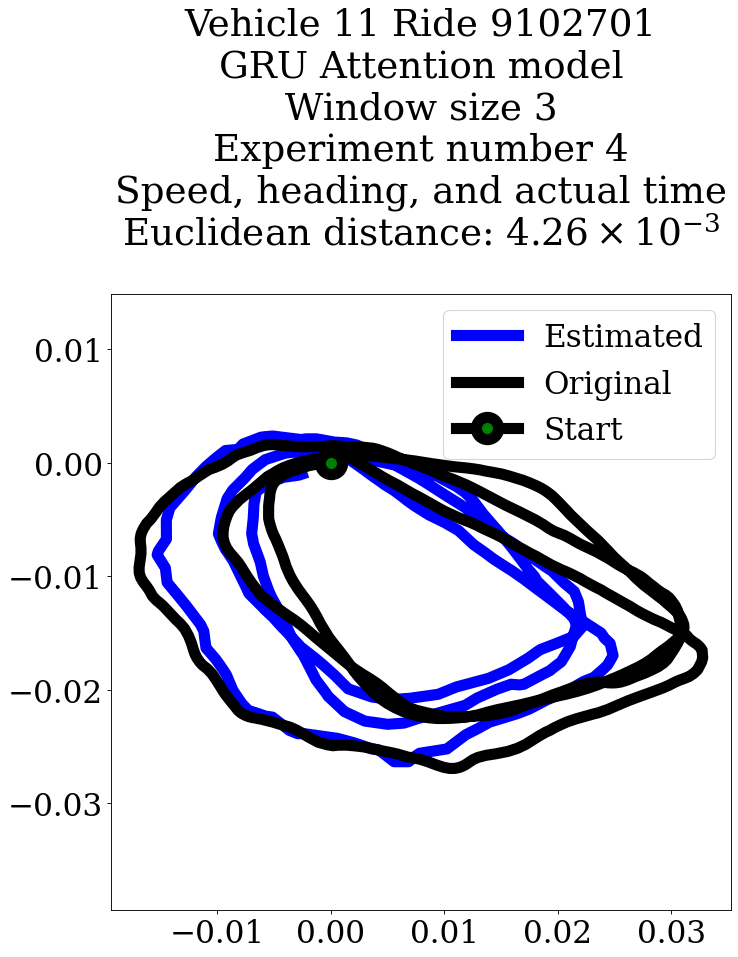 Vehicle 11 Ride 9102701
GRU Attention model
Window size 3
Experiment number 4
Speed, heading, and actual time
Euclidean distance: 4.26 × 10⁻³
Estimated
Original
Start
0.01
0.00
−0.01
−0.02
−0.03
−0.01 0.00 0.01 0.02 0.03